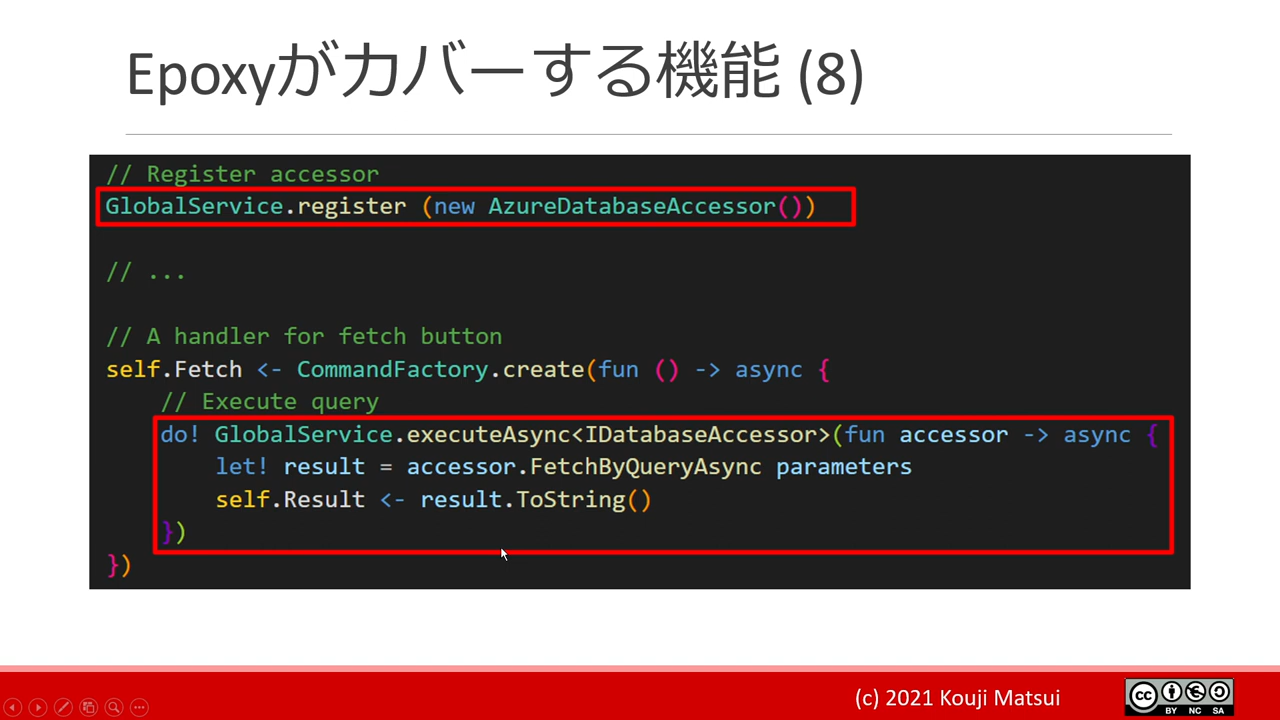 Epoxyがカバーする機能 (8)
// Register accessor
GlobalService.register (new AzureDatabaseAccessor())
// ...
// A handler for fetch button
self.Fetch <- CommandFactory.create(fun () -> async {
// Execute query
do! GlobalService.executeAsync<IDatabaseAccessor>(fun accessor -> async {
let! result = accessor.FetchByQueryAsync parameters
self.Result <- result.ToString()
})
})
(c) 2021 Kouji Matsui
cc
BY NC SA